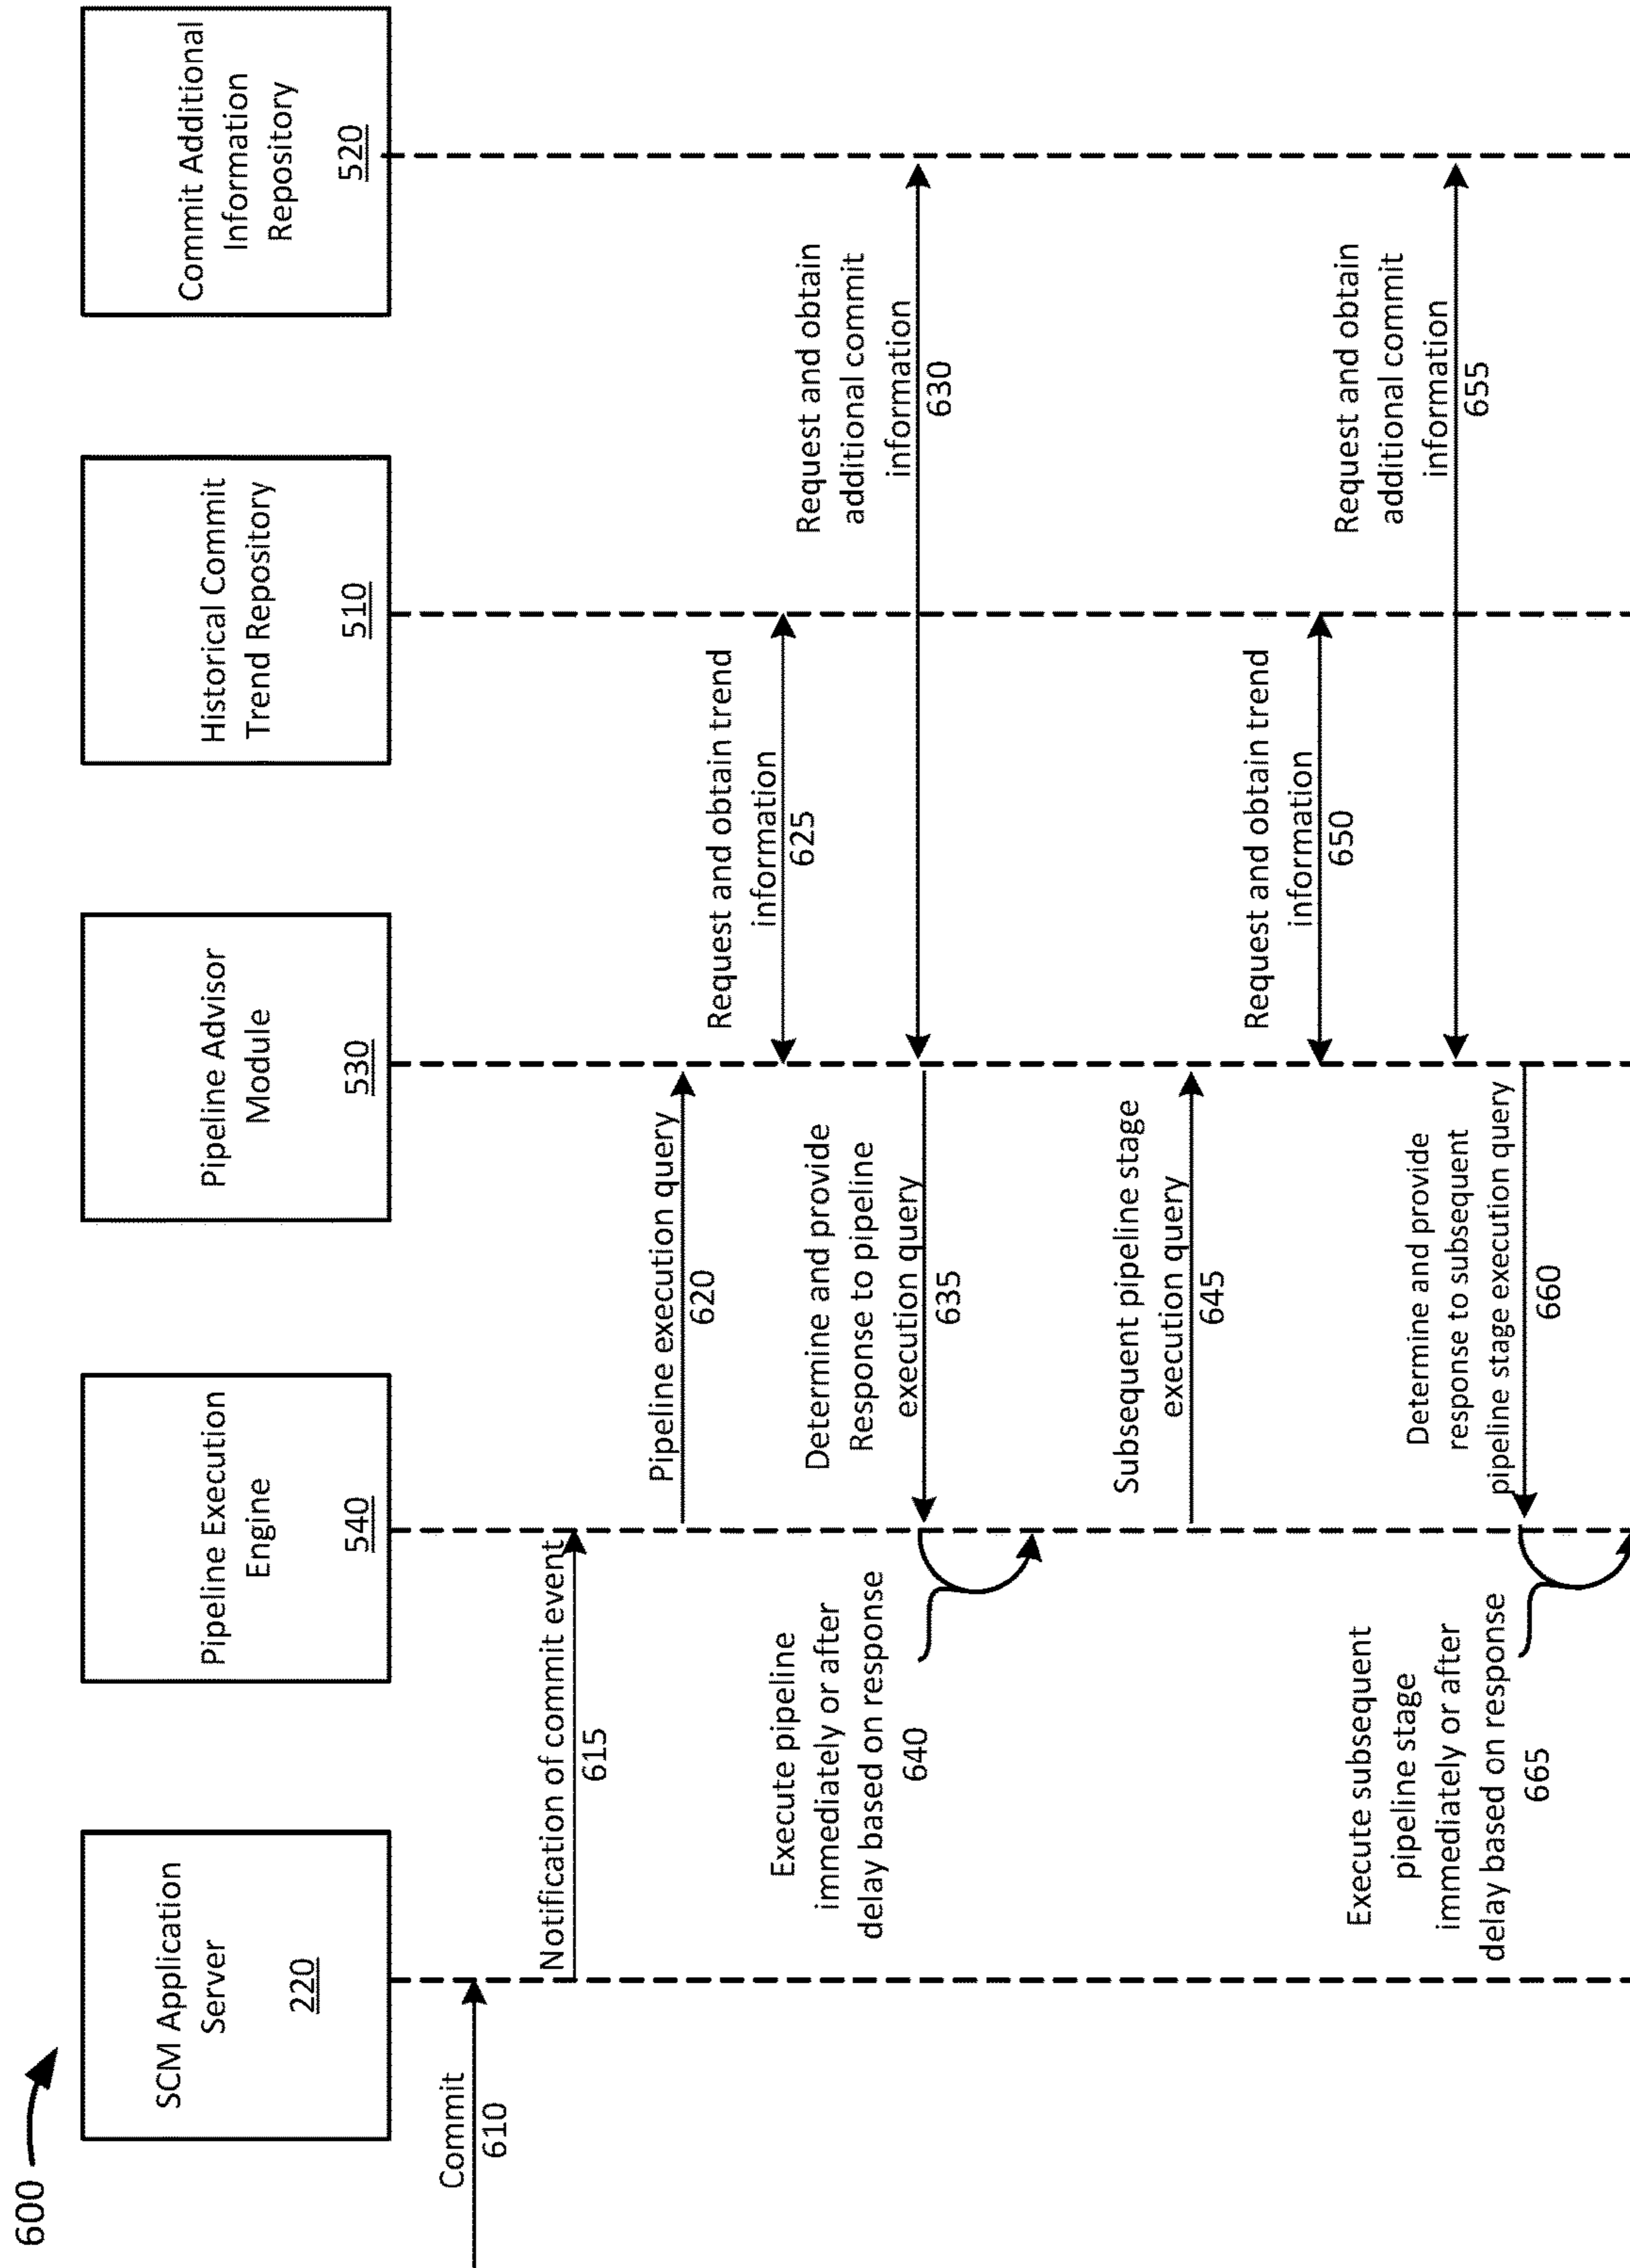 600
SCM Application
Server
220
Pipeline Execution
Engine
540
Pipeline Advisor
Module
530
Historical Commit
Trend Repository
510
Commit Additional
Information
Repository
520
Commit
610
Notification of commit event
615
Pipeline execution query
620
Request and obtain trend
information
625
Request and obtain
additional commit
information
630
Determine and provide
Response to pipeline
execution query
635
Execute pipeline
immediately or after
delay based on response
640
Subsequent pipeline stage
execution query
645
Request and obtain trend
information
650
Request and obtain
additional commit
information
655
Determine and provide
response to subsequent
pipeline stage execution query
660
Execute subsequent
pipeline stage
immediately or after
delay based on response
665